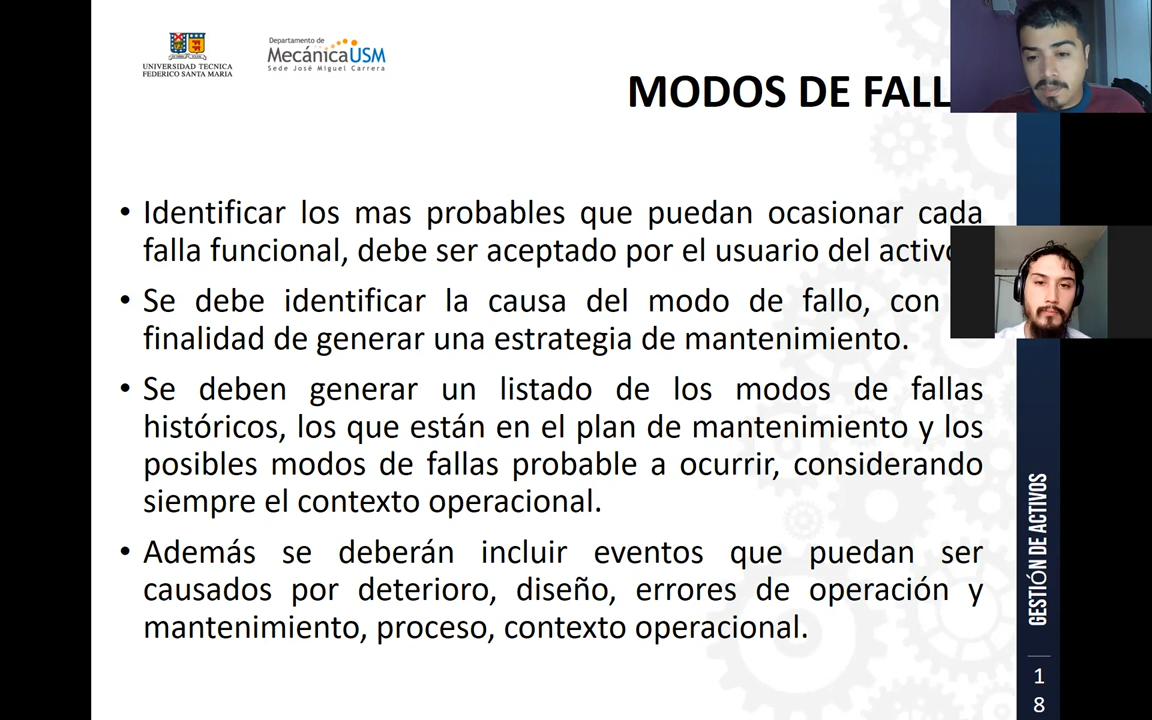 UNIVERSIDAD TECNICA
FEDERICO SANTA MARIA
Departamento de
MecánicaUSM
Sede José Miguel Carrera
MODOS DE FALL
• Identificar los mas probables que puedan ocasionar cada
falla funcional, debe ser aceptado por el usuario del activo
• Se debe identificar la causa del modo de fallo, con
finalidad de generar una estrategia de mantenimiento.
• Se deben generar un listado de los modos de fallas
históricos, los que están en el plan de mantenimiento y los
posibles modos de fallas probable a ocurrir, considerando
siempre el contexto operacional.
• Además se deberán incluir eventos que puedan ser
causados por deterioro, diseño, errores de operación y
mantenimiento, proceso, contexto operacional.
GESTIÓN DE ACTIVOS
1
8